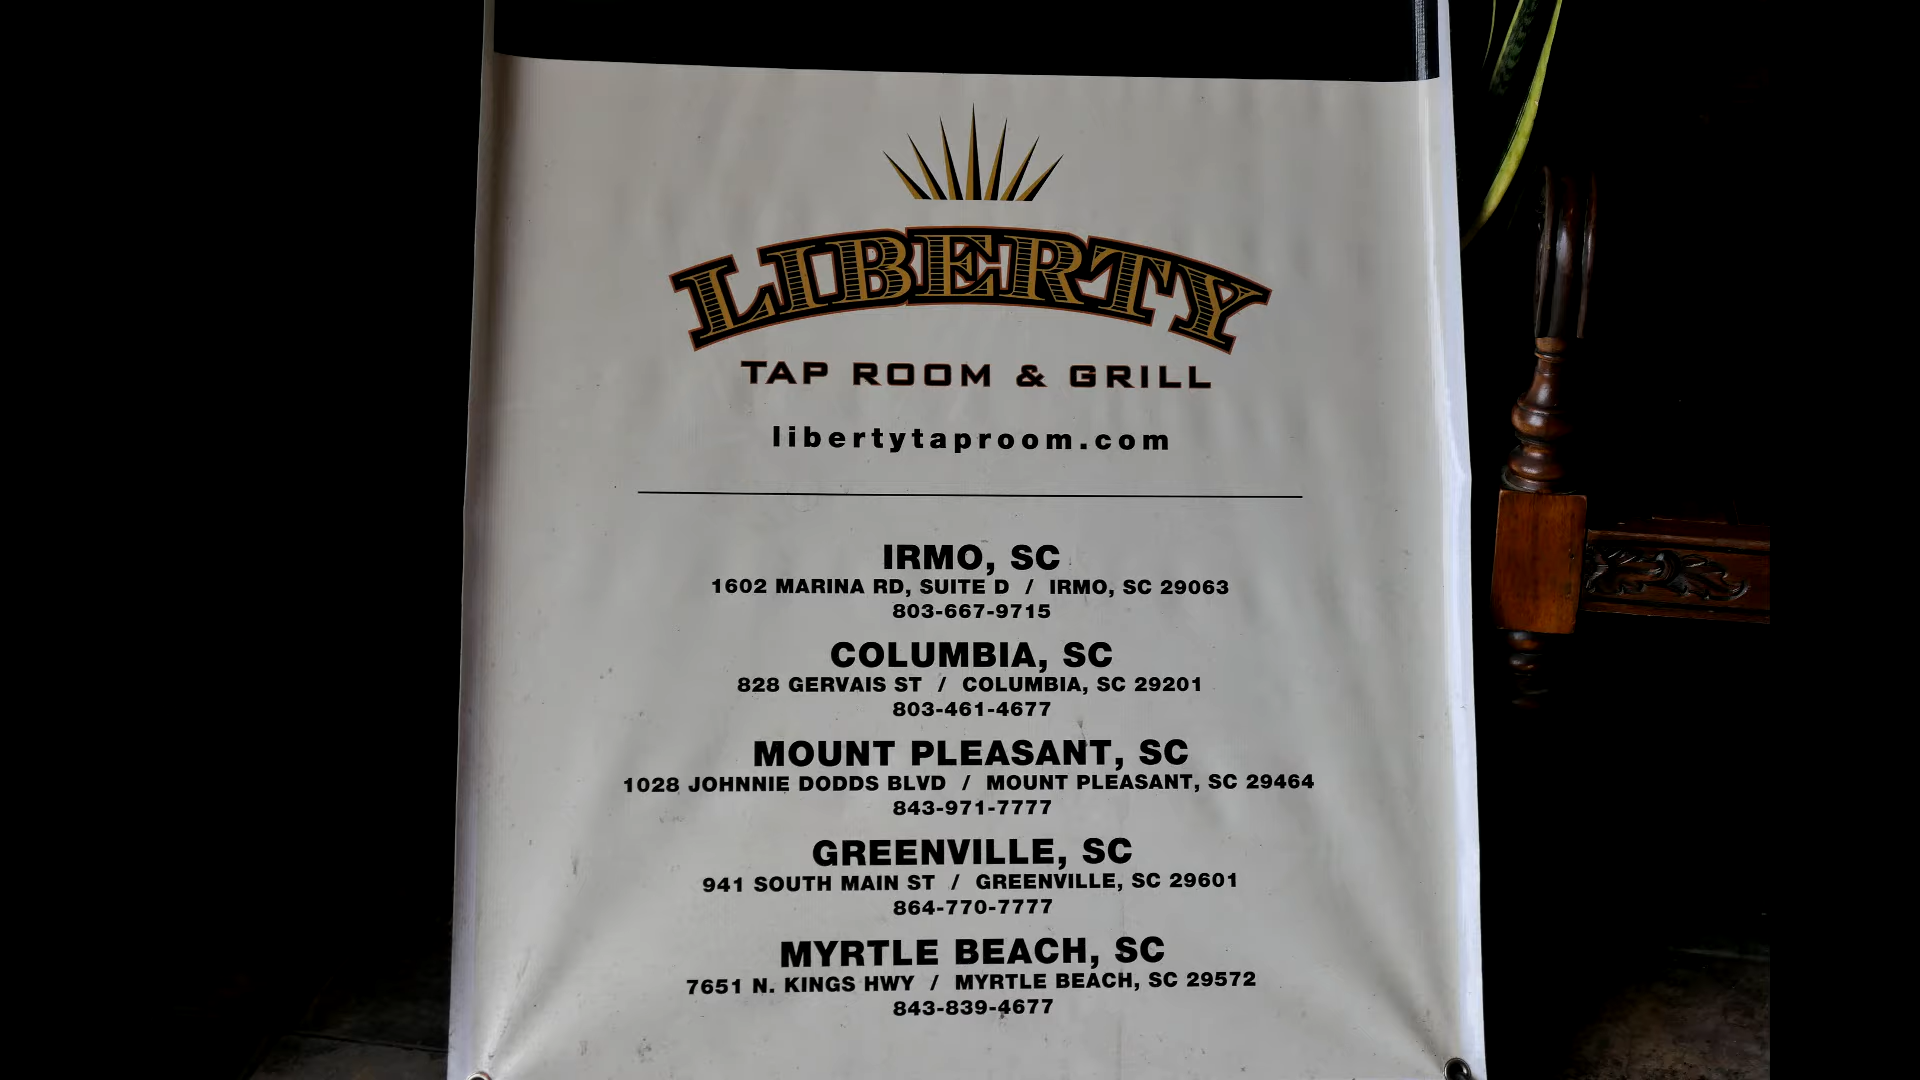 LIBERTY
TAP ROOM & GRILL
libertytaproom.com
IRMO, SC
1602 MARINA RD, SUITE D / IRMO, SC 29063
803-667-9715
COLUMBIA, SC
828 GERVAIS ST / COLUMBIA, SC 29201
803-461-4677
MOUNT PLEASANT, SC
1028 JOHNNIE DODDS BLVD / MOUNT PLEASANT, SC 29464
843-971-7777
GREENVILLE, SC
941 SOUTH MAIN ST / GREENVILLE, SC 29601
864-770-7777
MYRTLE BEACH, SC
7651 N. KINGS HWY / MYRTLE BEACH, SC 29572
843-839-4677